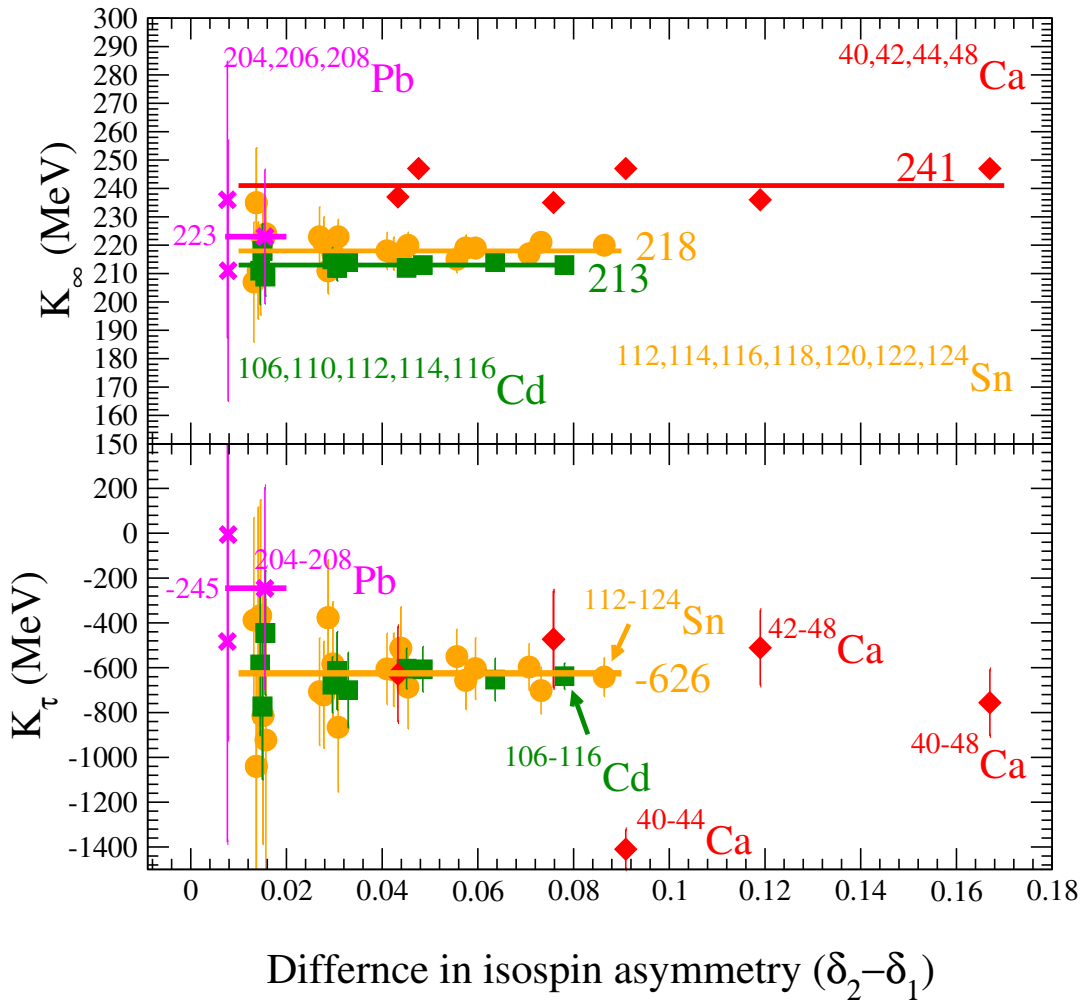 300
290
280
270
260
250
240
230
220
210
200
190
180
170
160
150
K_∞ (MeV)
204,206,208Pb
40,42,44,48Ca
241
223
218
213
106,110,112,114,116Cd
112,114,116,118,120,122,124Sn
200
0
-200
-400
-600
-800
-1000
-1200
-1400
K_τ (MeV)
204-208Pb
-245
112-124Sn
42-48Ca
-626
40-48Ca
106-116Cd
40-44Ca
0 0.02 0.04 0.06 0.08 0.1 0.12 0.14 0.16 0.18
Differnce in isospin asymmetry (δ2−δ1)